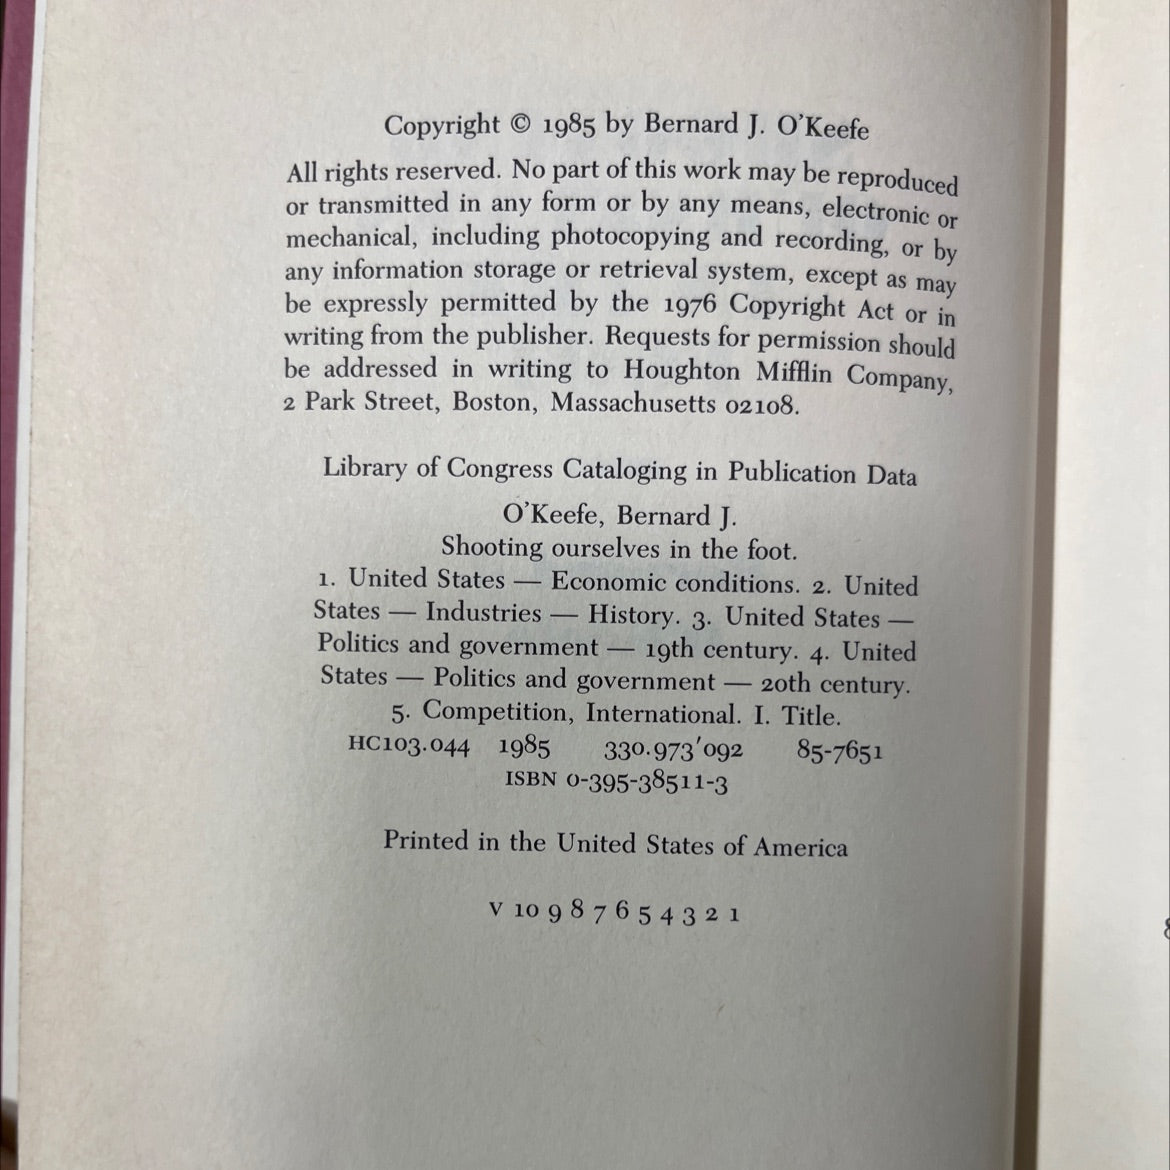 Copyright © 1985 by Bernard J. O'Keefe
All rights reserved. No part of this work may be reproduced
or transmitted in any form or by any means, electronic or
mechanical, including photocopying and recording, or by
any information storage or retrieval system, except as may
be expressly permitted by the 1976 Copyright Act or in
writing from the publisher. Requests for permission should
be addressed in writing to Houghton Mifflin Company,
2 Park Street, Boston, Massachusetts 02108.
Library of Congress Cataloging in Publication Data
O'Keefe, Bernard J.
Shooting ourselves in the foot.
1. United States — Economic conditions. 2. United
States — Industries — History. 3. United States —
Politics and government — 19th century. 4. United
States — Politics and government — 20th century.
5. Competition, International. I. Title.
HC103.044 1985 330.973'092 85-7651
ISBN 0-395-38511-3
Printed in the United States of America
V 10 9 8 7 6 5 4 3 2 1